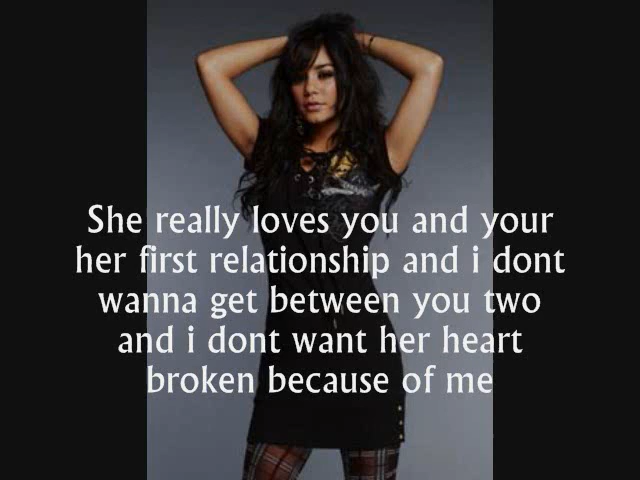 She really loves you and your
her first relationship and i dont
wanna get between you two
and i dont want her heart
broken because of me